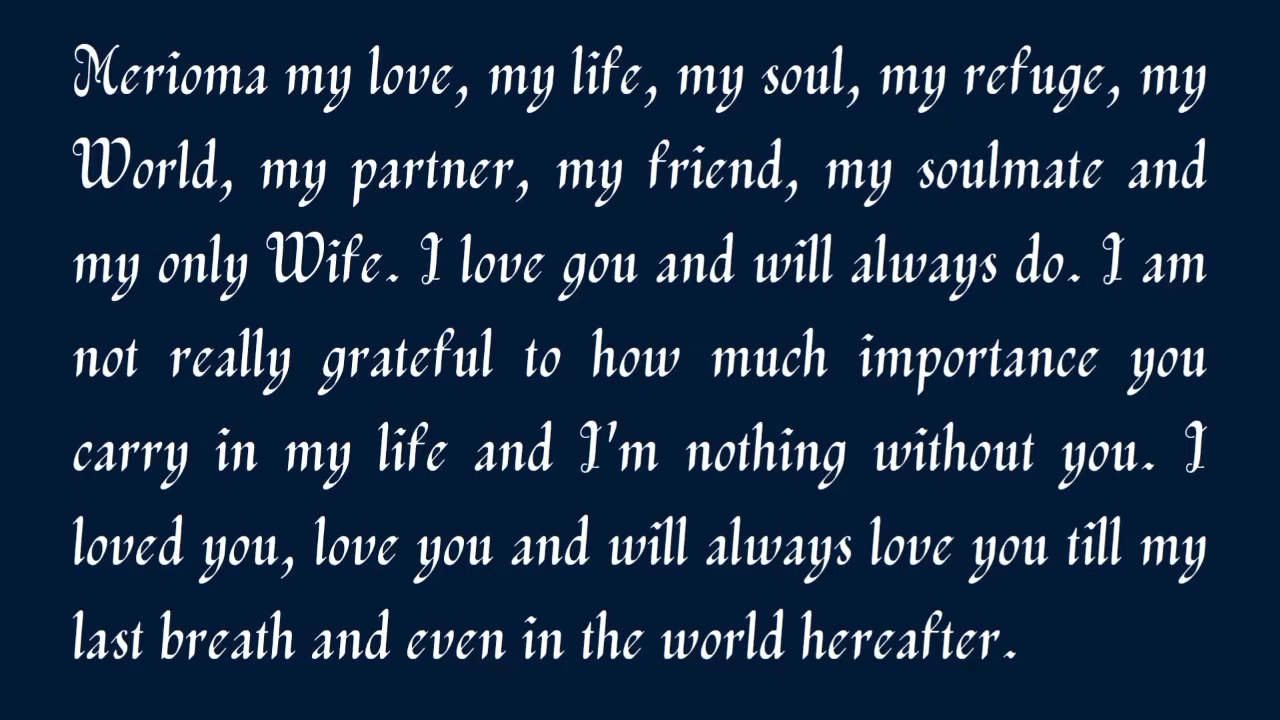 Merioma my love, my life, my soul, my refuge, my
World, my partner, my friend, my soulmate and
my only Wife. I love gou and will always do. I am
not really grateful to how much importance you
carry in my life and I'm nothing without you. I
loved you, love you and will always love you till my
last breath and even in the world hereafter.